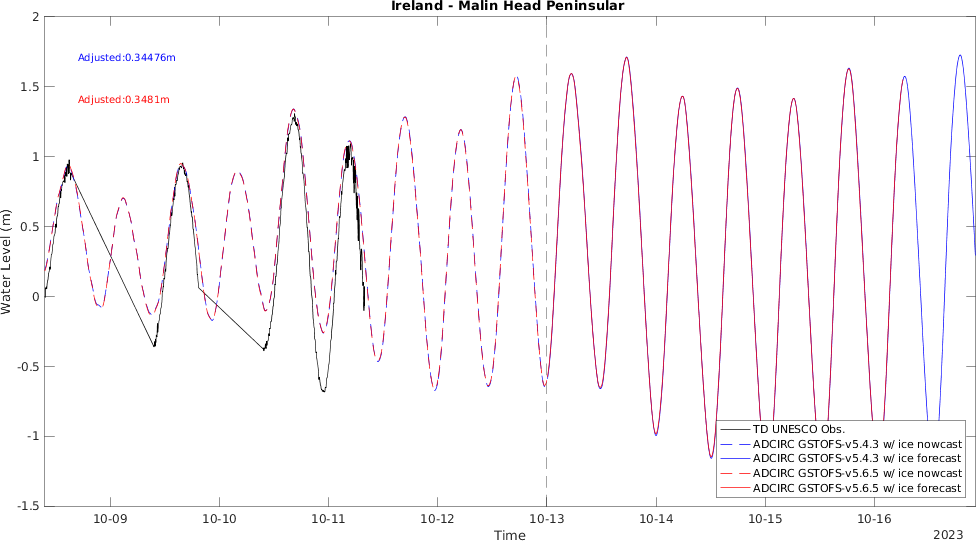 Ireland - Malin Head Peninsular
2
1.5
1
0.5
0
-0.5
-1
-1.5
Water Level (m)
Adjusted:0.34476m
Adjusted:0.3481m
TD UNESCO Obs.
ADCIRC GSTOFS-v5.4.3 w/ ice nowcast
ADCIRC GSTOFS-v5.4.3 w/ ice forecast
ADCIRC GSTOFS-v5.6.5 w/ ice nowcast
ADCIRC GSTOFS-v5.6.5 w/ ice forecast
10-09 10-10 10-11 10-12 10-13 10-14 10-15 10-16
Time
2023